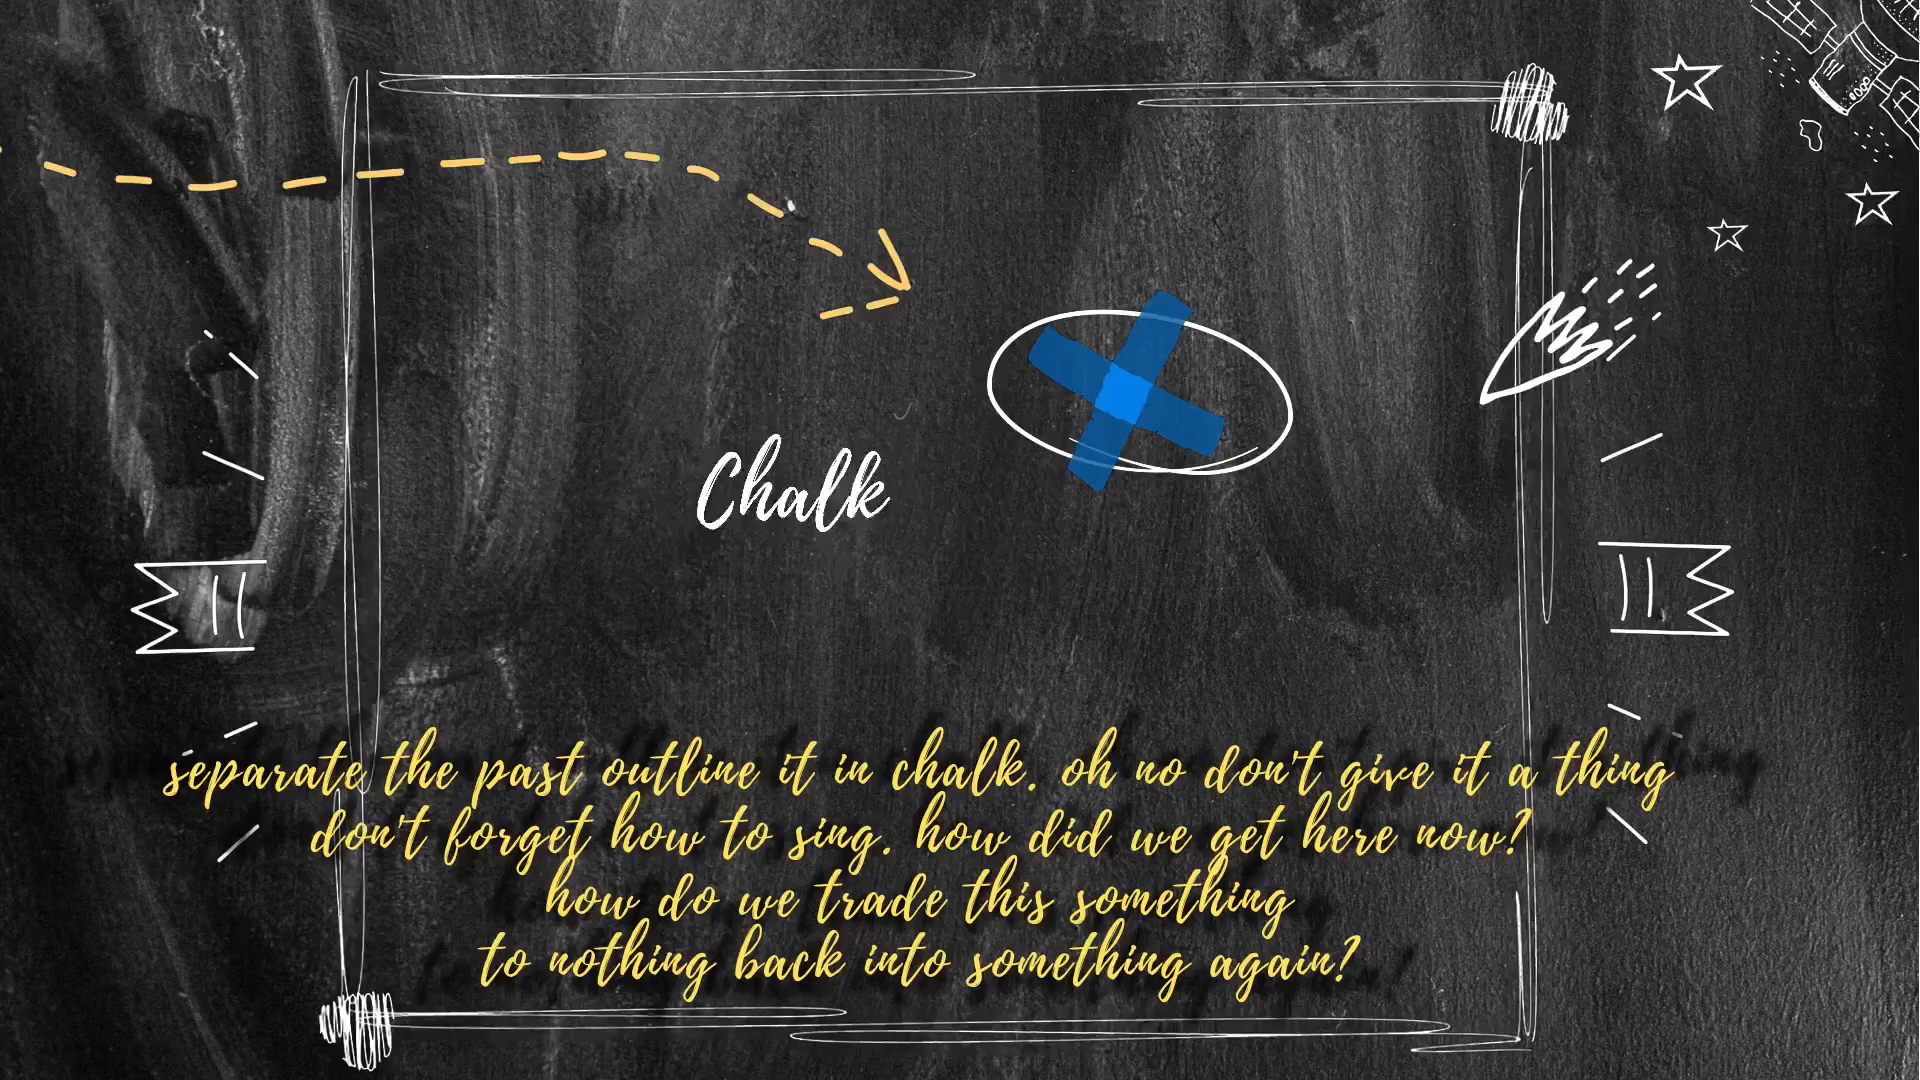 Chalk
separate the past outline it in chalk. oh no don't give it a thing
don't forget how to sing. how did we get here now?
how do we trade this something
to nothing back into something again?